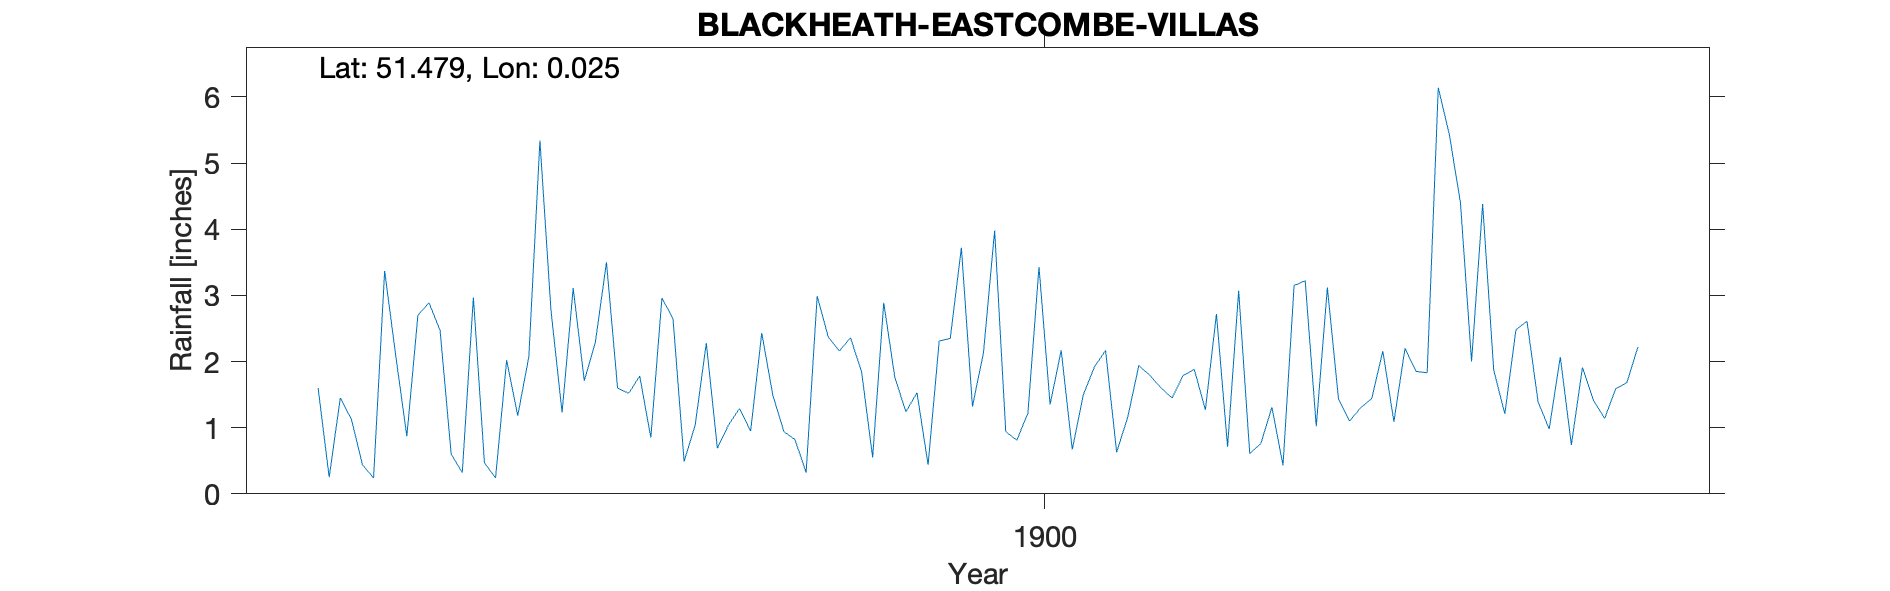 BLACKHEATH-EASTCOMBE-VILLAS
Lat: 51.479, Lon: 0.025
6
5
4
3
2
1
0
Rainfall [inches]
1900
Year